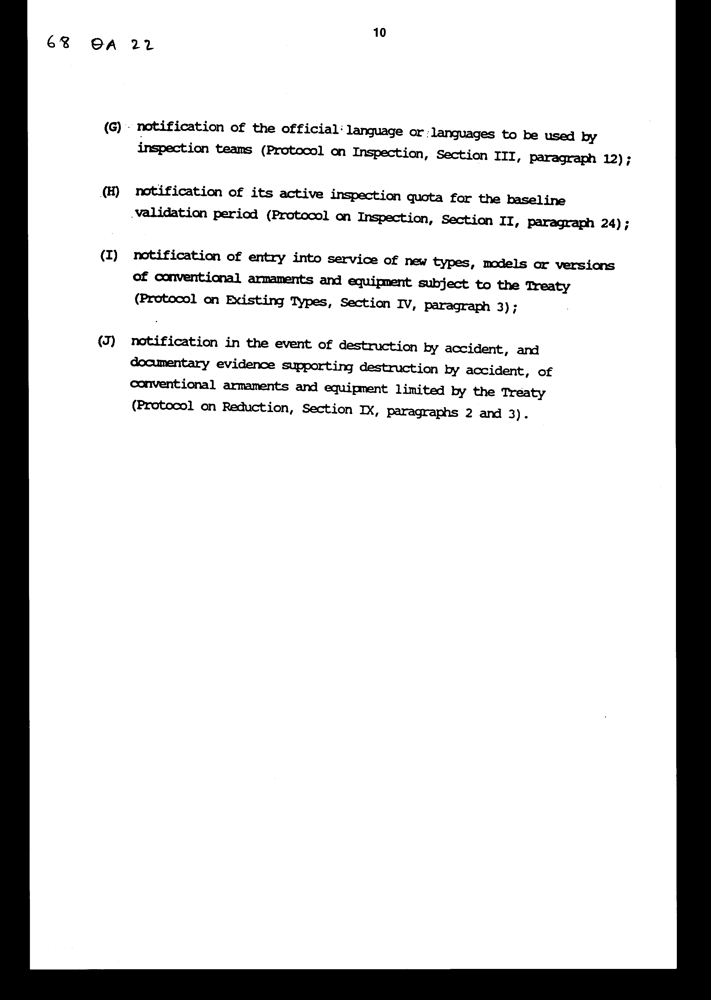 10
68 ΘA 22
(G) notification of the official language or languages to be used by
inspection teams (Protocol on Inspection, Section III, paragraph 12);
(H) notification of its active inspection quota for the baseline
validation period (Protocol on Inspection, Section II, paragraph 24);
(I) notification of entry into service of new types, models or versions
of conventional armaments and equipment subject to the Treaty
(Protocol on Existing Types, Section IV, paragraph 3);
(J) notification in the event of destruction by accident, and
documentary evidence supporting destruction by accident, of
conventional armaments and equipment limited by the Treaty
(Protocol on Reduction, Section IX, paragraphs 2 and 3).